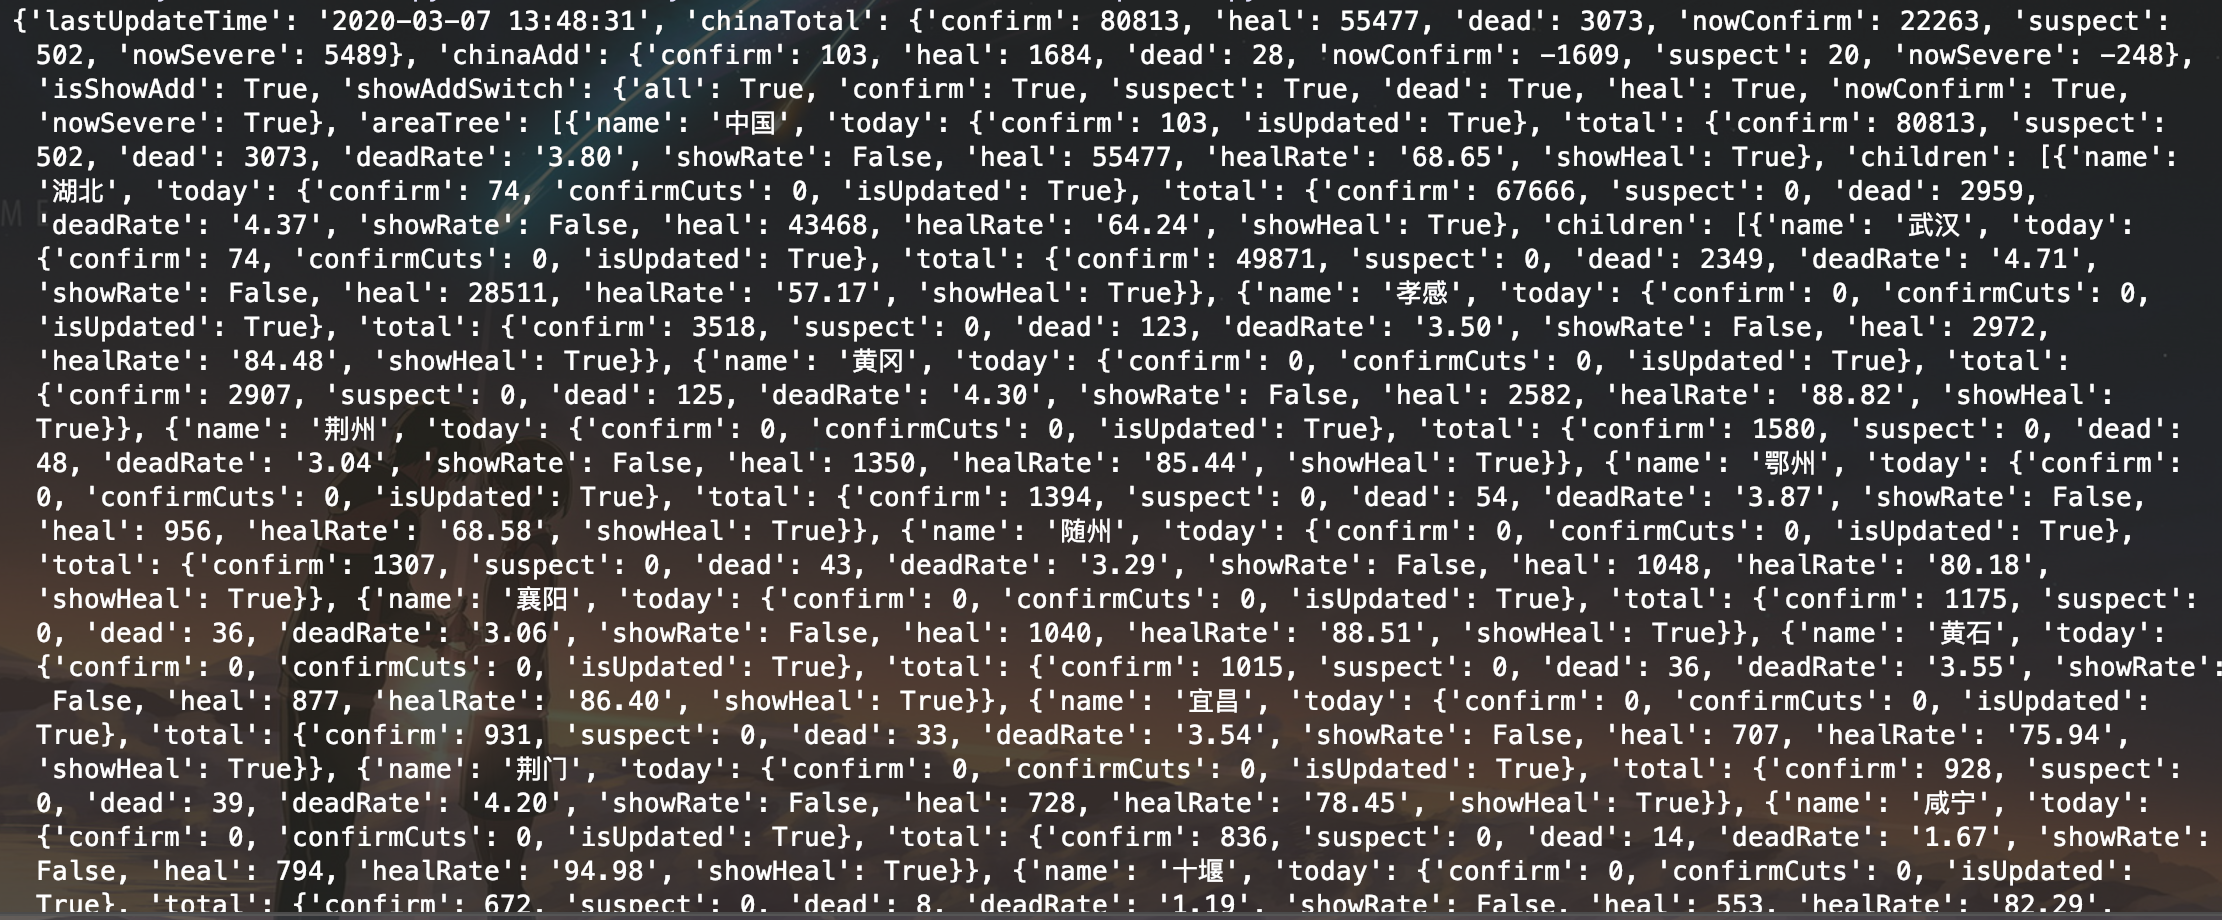 {'lastUpdateTime': '2020-03-07 13:48:31', 'chinaTotal': {'confirm': 80813, 'heal': 55477, 'dead': 3073, 'nowConfirm': 22263, 'suspect':
502, 'nowSevere': 5489}, 'chinaAdd': {'confirm': 103, 'heal': 1684, 'dead': 28, 'nowConfirm': -1609, 'suspect': 20, 'nowSevere': -248},
'isShowAdd': True, 'showAddSwitch': {'all': True, 'confirm': True, 'suspect': True, 'dead': True, 'heal': True, 'nowConfirm': True,
'nowSevere': True}, 'areaTree': [{'name': '中国', 'today': {'confirm': 103, 'isUpdated': True}, 'total': {'confirm': 80813, 'suspect':
502, 'dead': 3073, 'deadRate': '3.80', 'showRate': False, 'heal': 55477, 'healRate': '68.65', 'showHeal': True}, 'children': [{'name':
'湖北', 'today': {'confirm': 74, 'confirmCuts': 0, 'isUpdated': True}, 'total': {'confirm': 67666, 'suspect': 0, 'dead': 2959,
'deadRate': '4.37', 'showRate': False, 'heal': 43468, 'healRate': '64.24', 'showHeal': True}, 'children': [{'name': '武汉', 'today':
{'confirm': 74, 'confirmCuts': 0, 'isUpdated': True}, 'total': {'confirm': 49871, 'suspect': 0, 'dead': 2349, 'deadRate': '4.71',
'showRate': False, 'heal': 28511, 'healRate': '57.17', 'showHeal': True}}, {'name': '孝感', 'today': {'confirm': 0, 'confirmCuts': 0,
'isUpdated': True}, 'total': {'confirm': 3518, 'suspect': 0, 'dead': 123, 'deadRate': '3.50', 'showRate': False, 'heal': 2972,
'healRate': '84.48', 'showHeal': True}}, {'name': '黄冈', 'today': {'confirm': 0, 'confirmCuts': 0, 'isUpdated': True}, 'total':
{'confirm': 2907, 'suspect': 0, 'dead': 125, 'deadRate': '4.30', 'showRate': False, 'heal': 2582, 'healRate': '88.82', 'showHeal':
True}}, {'name': '荆州', 'today': {'confirm': 0, 'confirmCuts': 0, 'isUpdated': True}, 'total': {'confirm': 1580, 'suspect': 0, 'dead':
48, 'deadRate': '3.04', 'showRate': False, 'heal': 1350, 'healRate': '85.44', 'showHeal': True}}, {'name': '鄂州', 'today': {'confirm':
0, 'confirmCuts': 0, 'isUpdated': True}, 'total': {'confirm': 1394, 'suspect': 0, 'dead': 54, 'deadRate': '3.87', 'showRate': False,
'heal': 956, 'healRate': '68.58', 'showHeal': True}}, {'name': '随州', 'today': {'confirm': 0, 'confirmCuts': 0, 'isUpdated': True},
'total': {'confirm': 1307, 'suspect': 0, 'dead': 43, 'deadRate': '3.29', 'showRate': False, 'heal': 1048, 'healRate': '80.18',
'showHeal': True}}, {'name': '襄阳', 'today': {'confirm': 0, 'confirmCuts': 0, 'isUpdated': True}, 'total': {'confirm': 1175, 'suspect':
0, 'dead': 36, 'deadRate': '3.06', 'showRate': False, 'heal': 1040, 'healRate': '88.51', 'showHeal': True}}, {'name': '黄石', 'today':
{'confirm': 0, 'confirmCuts': 0, 'isUpdated': True}, 'total': {'confirm': 1015, 'suspect': 0, 'dead': 36, 'deadRate': '3.55', 'showRate':
False, 'heal': 877, 'healRate': '86.40', 'showHeal': True}}, {'name': '宜昌', 'today': {'confirm': 0, 'confirmCuts': 0, 'isUpdated':
True}, 'total': {'confirm': 931, 'suspect': 0, 'dead': 33, 'deadRate': '3.54', 'showRate': False, 'heal': 707, 'healRate': '75.94',
'showHeal': True}}, {'name': '荆门', 'today': {'confirm': 0, 'confirmCuts': 0, 'isUpdated': True}, 'total': {'confirm': 928, 'suspect':
0, 'dead': 39, 'deadRate': '4.20', 'showRate': False, 'heal': 728, 'healRate': '78.45', 'showHeal': True}}, {'name': '咸宁', 'today':
{'confirm': 0, 'confirmCuts': 0, 'isUpdated': True}, 'total': {'confirm': 836, 'suspect': 0, 'dead': 14, 'deadRate': '1.67', 'showRate':
False, 'heal': 794, 'healRate': '94.98', 'showHeal': True}}, {'name': '十堰', 'today': {'confirm': 0, 'confirmCuts': 0, 'isUpdated':
True}, 'total': {'confirm': 672, 'suspect': 0, 'dead': 8, 'deadRate': '1.19', 'showRate': False, 'heal': 553, 'healRate': '82.29',